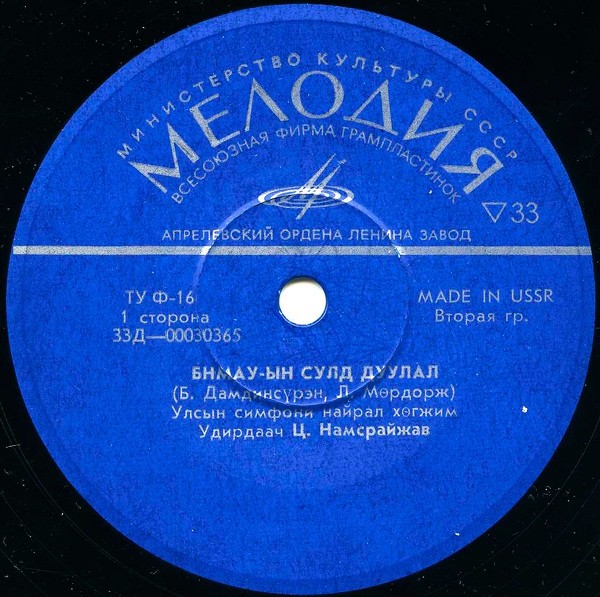 МИНИСТЕРСТВО КУЛЬТУРЫ СССР
МЕЛОДИЯ
ВСЕСОЮЗНАЯ ФИРМА ГРАМПЛАСТИНОК
▽33
АПРЕЛЕВСКИЙ ОРДЕНА ЛЕНИНА ЗАВОД
ТУ Ф-16
1 сторона
33Д—00030365
MADE IN USSR
Вторая гр.
БНМАУ-ЫН СУЛД ДУУЛАЛ
(Б. Дамдинсүрэн, Л. Мөрдорж)
Улсын симфони найрал хөгжим
Удирдаач Ц. Намсрайжав